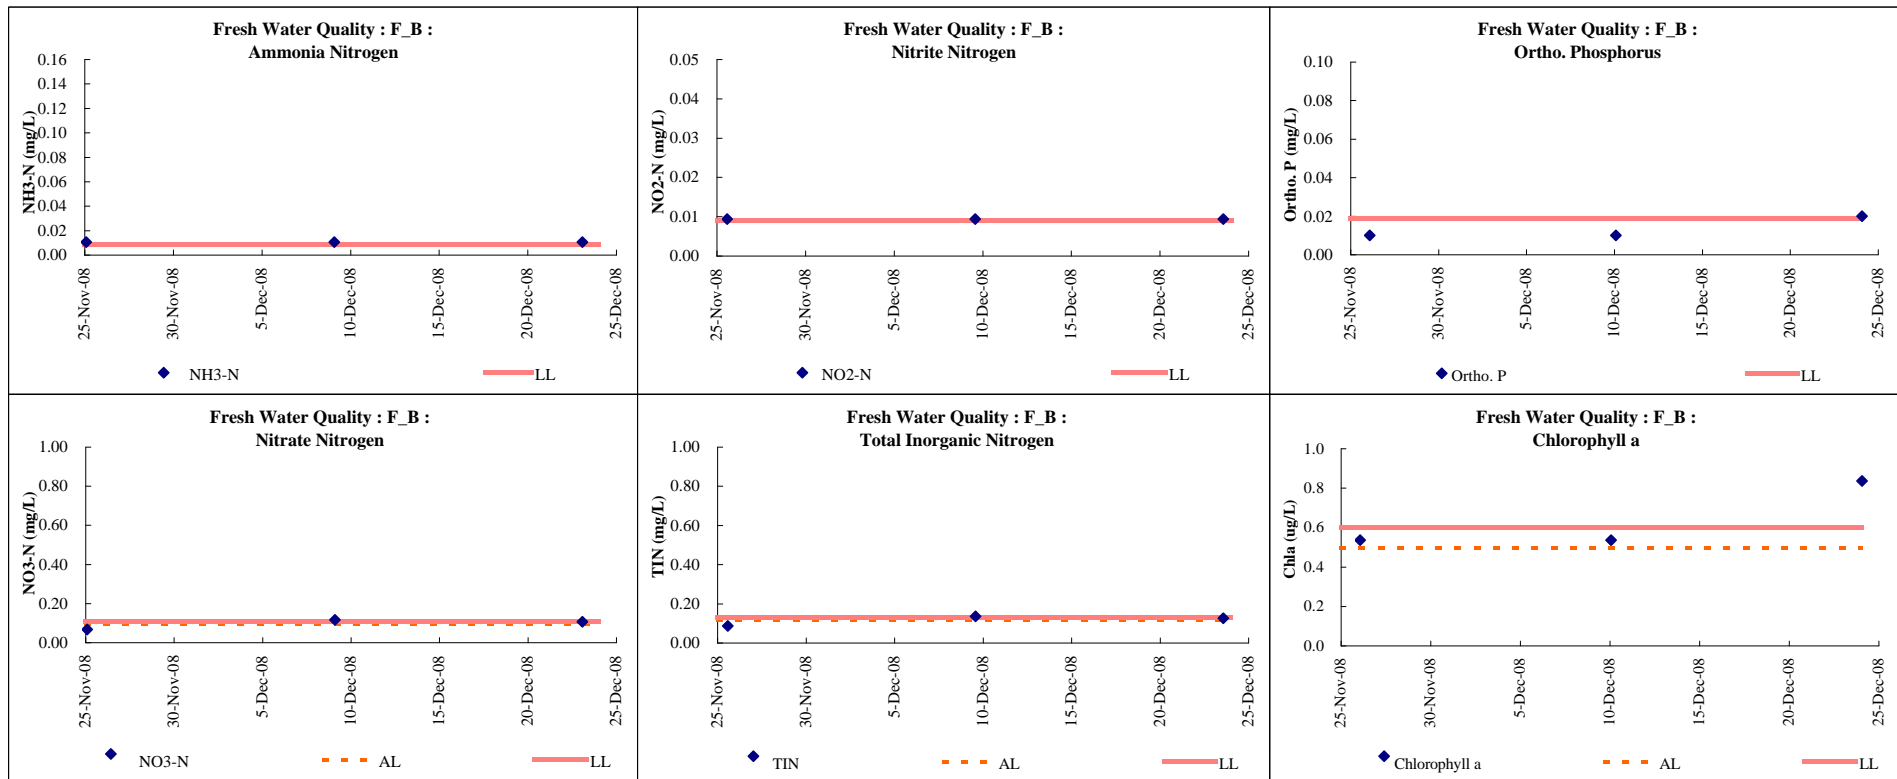 Fresh Water Quality : F_B :
Ammonia Nitrogen
NH3-N (mg/L)
0.16
0.14
0.12
0.10
0.08
0.06
0.04
0.02
0.00
25-Nov-08
30-Nov-08
5-Dec-08
10-Dec-08
15-Dec-08
20-Dec-08
25-Dec-08
NH3-N
LL
Fresh Water Quality : F_B :
Nitrite Nitrogen
NO2-N (mg/L)
0.05
0.04
0.03
0.02
0.01
0.00
25-Nov-08
30-Nov-08
5-Dec-08
10-Dec-08
15-Dec-08
20-Dec-08
25-Dec-08
NO2-N
LL
Fresh Water Quality : F_B :
Ortho. Phosphorus
Ortho. P (mg/L)
0.10
0.08
0.06
0.04
0.02
0.00
25-Nov-08
30-Nov-08
5-Dec-08
10-Dec-08
15-Dec-08
20-Dec-08
25-Dec-08
Ortho. P
LL
Fresh Water Quality : F_B :
Nitrate Nitrogen
NO3-N (mg/L)
1.00
0.80
0.60
0.40
0.20
0.00
25-Nov-08
30-Nov-08
5-Dec-08
10-Dec-08
15-Dec-08
20-Dec-08
25-Dec-08
NO3-N
AL
LL
Fresh Water Quality : F_B :
Total Inorganic Nitrogen
TIN (mg/L)
1.00
0.80
0.60
0.40
0.20
0.00
25-Nov-08
30-Nov-08
5-Dec-08
10-Dec-08
15-Dec-08
20-Dec-08
25-Dec-08
TIN
AL
LL
Fresh Water Quality : F_B :
Chlorophyll a
Chla (ug/L)
1.0
0.8
0.6
0.4
0.2
0.0
25-Nov-08
30-Nov-08
5-Dec-08
10-Dec-08
15-Dec-08
20-Dec-08
25-Dec-08
Chlorophyll a
AL
LL